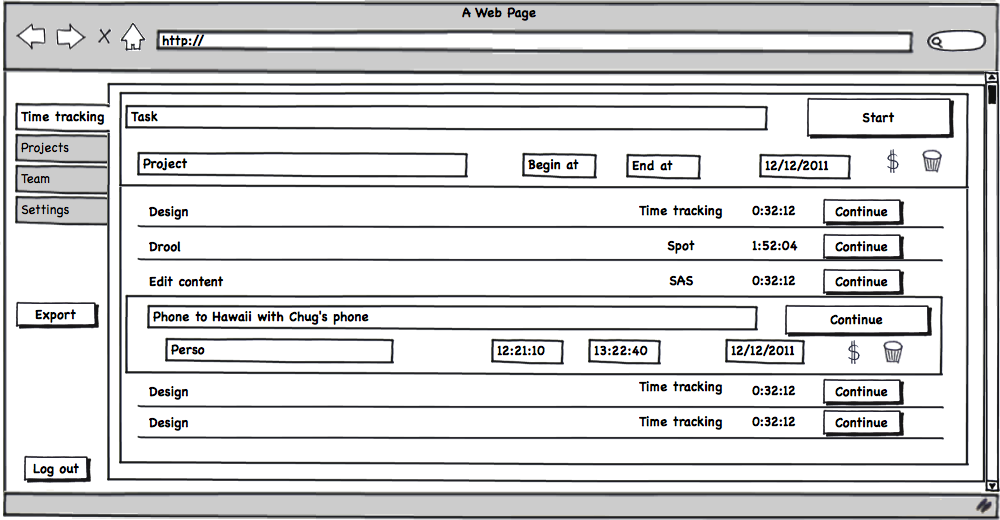 A Web Page
http://
Time tracking
Projects
Team
Settings
Export
Log out
Task
Start
Project
Begin at
End at
12/12/2011
$
Design Time tracking 0:32:12 Continue
Drool Spot 1:52:04 Continue
Edit content SAS 0:32:12 Continue
Phone to Hawaii with Chug's phone
Continue
Perso
12:21:10
13:22:40
12/12/2011
$
Design Time tracking 0:32:12 Continue
Design Time tracking 0:32:12 Continue